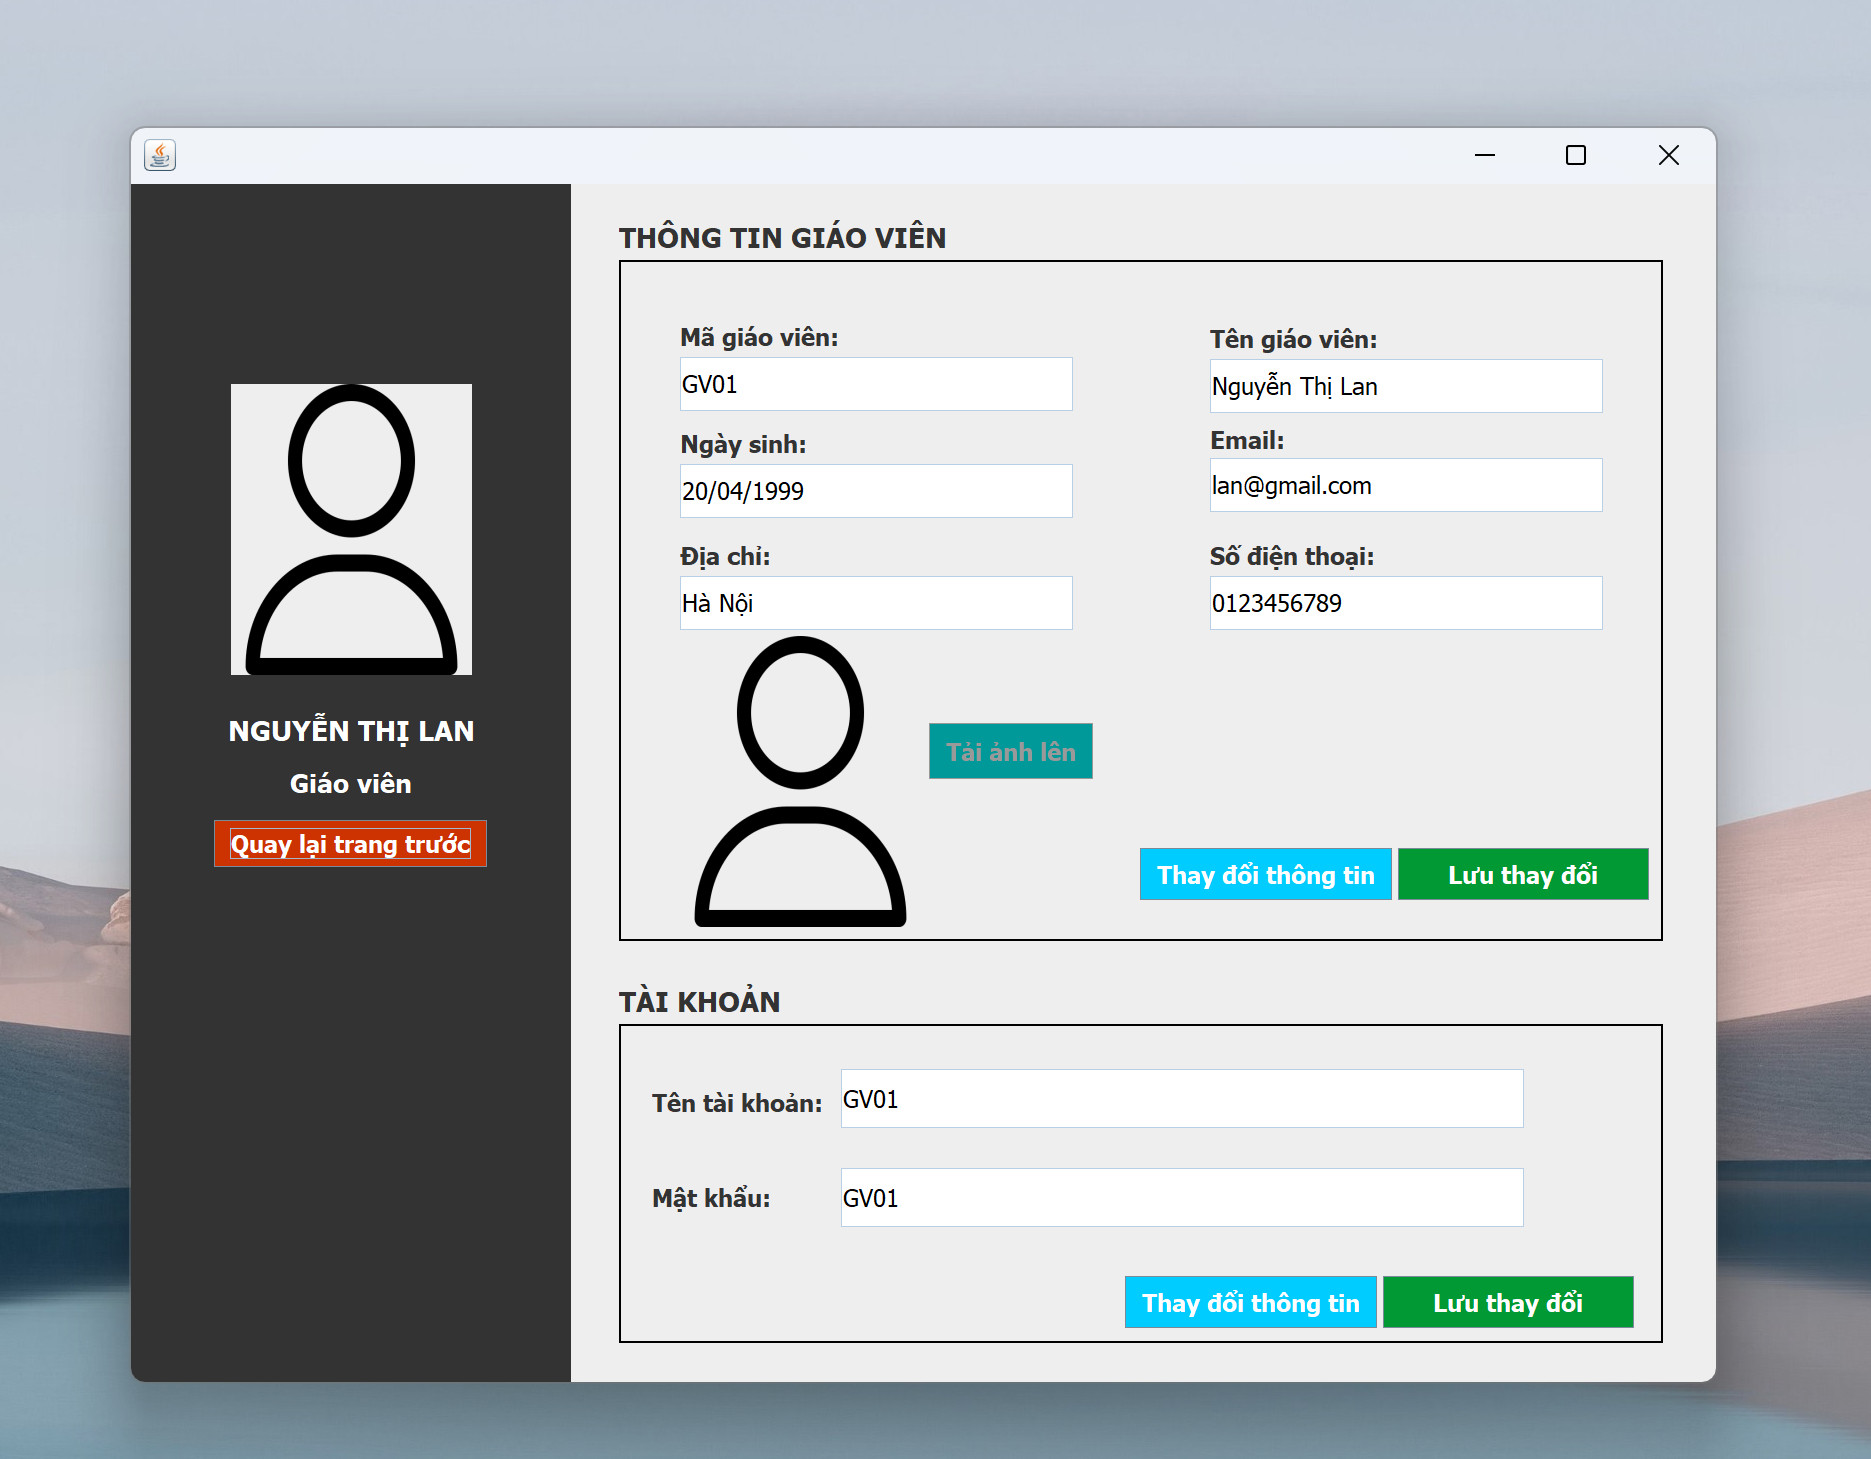 NGUYỄN THỊ LAN
Giáo viên
Quay lại trang trước
THÔNG TIN GIÁO VIÊN
Mã giáo viên:
GV01
Tên giáo viên:
Nguyễn Thị Lan
Ngày sinh:
20/04/1999
Email:
lan@gmail.com
Địa chỉ:
Hà Nội
Số điện thoại:
0123456789
Tải ảnh lên
Thay đổi thông tin
Lưu thay đổi
TÀI KHOẢN
Tên tài khoản:
GV01
Mật khẩu:
GV01
Thay đổi thông tin
Lưu thay đổi